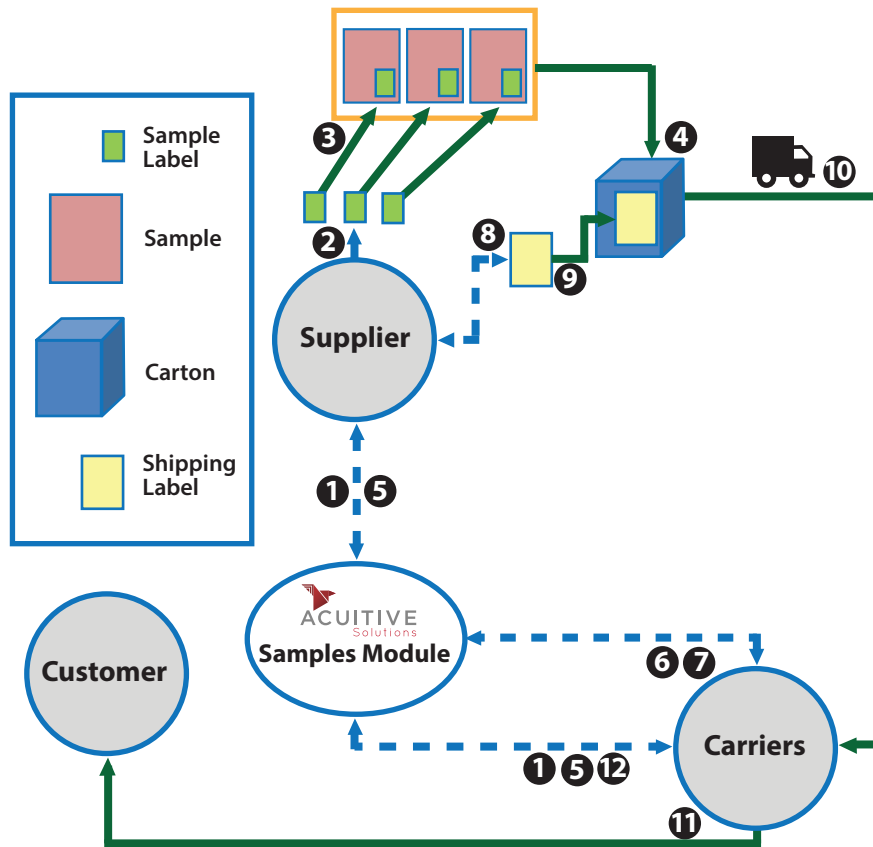 3
4
10
Sample
Label
Sample
Carton
Shipping
Label
2
8
9
Supplier
1 5
ACUITIVE
Solutions
Samples Module
Customer
6 7
Carriers
1 5 12
11